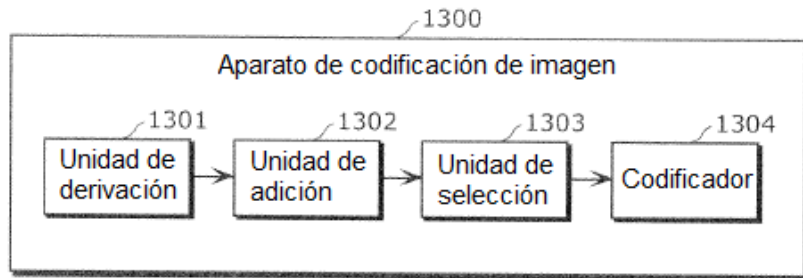 1300
Aparato de codificación de imagen
1301
1302
1303
1304
Unidad de
derivación
Unidad de
adición
Unidad de
selección
Codificador